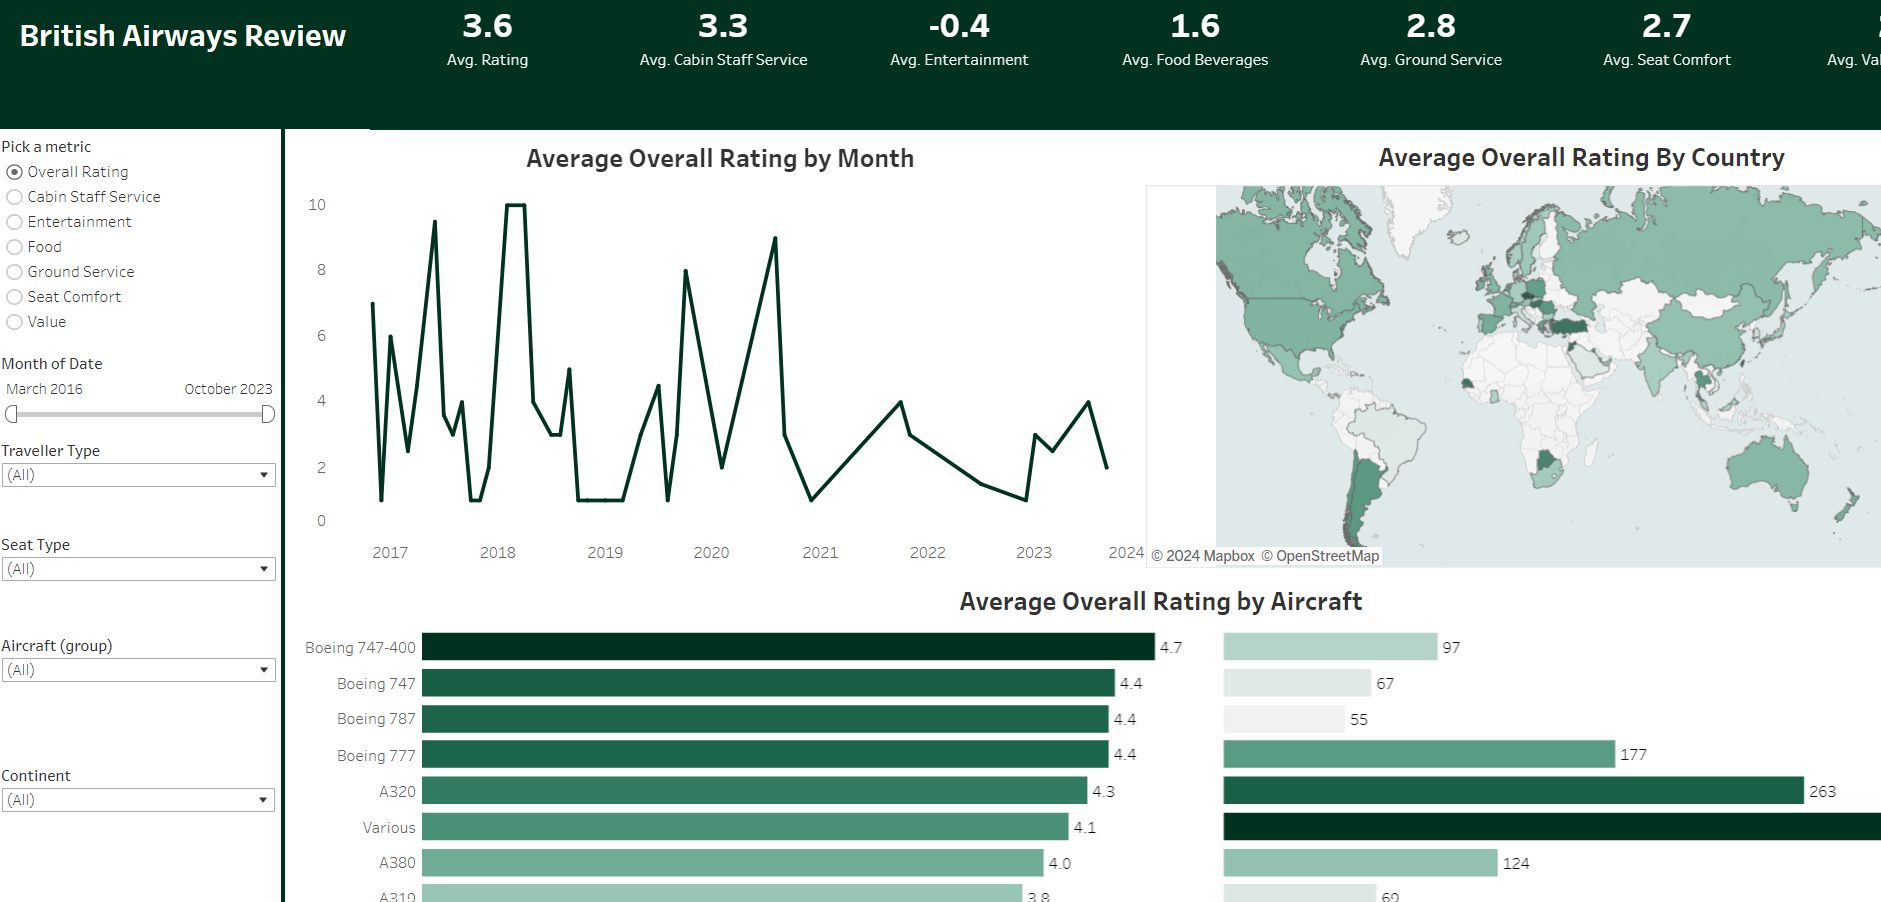 British Airways Review
3.6
Avg. Rating
3.3
Avg. Cabin Staff Service
-0.4
Avg. Entertainment
1.6
Avg. Food Beverages
2.8
Avg. Ground Service
2.7
Avg. Seat Comfort
Avg. Val
Pick a metric
Overall Rating
Cabin Staff Service
Entertainment
Food
Ground Service
Seat Comfort
Value
Month of Date
March 2016 October 2023
Traveller Type
(All)
Seat Type
(All)
Aircraft (group)
(All)
Continent
(All)
Average Overall Rating by Month
10
8
6
4
2
0
2017 2018 2019 2020 2021 2022 2023 2024
Average Overall Rating By Country
© 2024 Mapbox © OpenStreetMap
Average Overall Rating by Aircraft
Boeing 747-400 4.7 97
Boeing 747 4.4 67
Boeing 787 4.4 55
Boeing 777 4.4 177
A320 4.3 263
Various 4.1
A380 4.0 124
A319 3.8 69